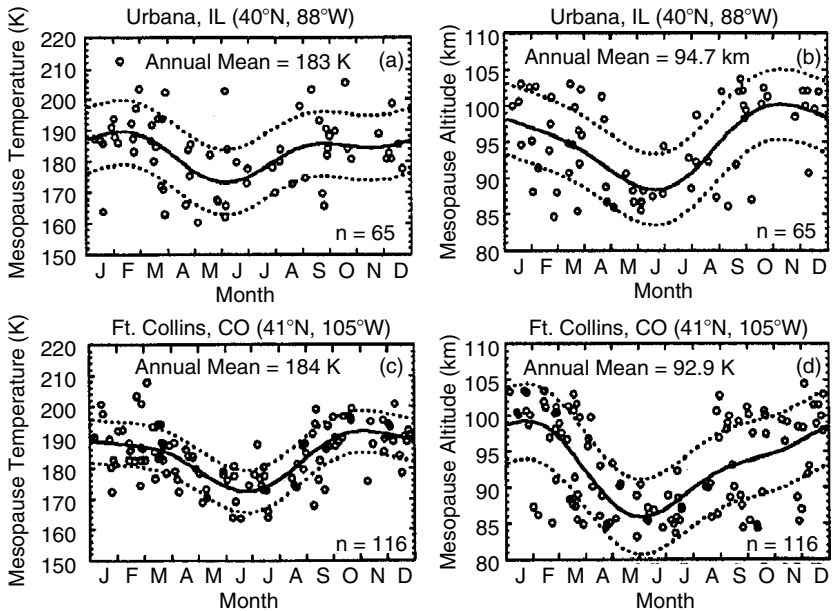 Urbana, IL (40°N, 88°W)
Mesopause Temperature (K)
220
210
200
190
180
170
160
150
Annual Mean = 183 K
(a)
n = 65
J F M A M J J A S O N D
Month
Urbana, IL (40°N, 88°W)
Mesopause Altitude (km)
110
105
100
95
90
85
80
Annual Mean = 94.7 km
(b)
n = 65
J F M A M J J A S O N D
Month
Ft. Collins, CO (41°N, 105°W)
Mesopause Temperature (K)
220
210
200
190
180
170
160
150
Annual Mean = 184 K
(c)
n = 116
J F M A M J J A S O N D
Month
Ft. Collins, CO (41°N, 105°W)
Mesopause Altitude (km)
110
105
100
95
90
85
80
Annual Mean = 92.9 K
(d)
n = 116
J F M A M J J A S O N D
Month